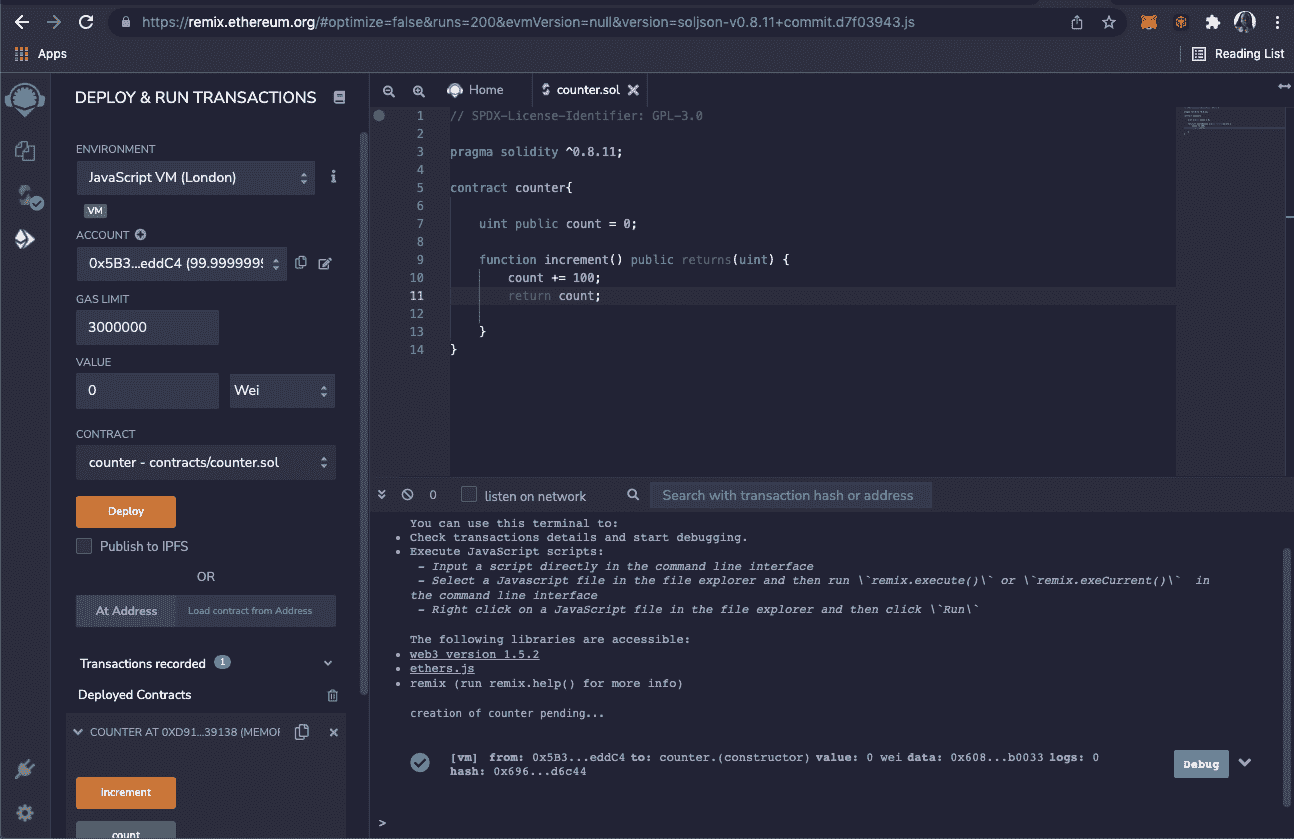 https://remix.ethereum.org/#optimize=false&runs=200&evmVersion=null&version=soljson-v0.8.11+commit.d7f03943.js
Apps
Reading List
DEPLOY & RUN TRANSACTIONS
ENVIRONMENT
JavaScript VM (London)
VM
ACCOUNT
0x5B3...eddC4 (99.9999999
GAS LIMIT
3000000
VALUE
0 Wei
CONTRACT
counter - contracts/counter.sol
Deploy
Publish to IPFS
OR
At Address Load contract from Address
Transactions recorded 1
Deployed Contracts
COUNTER AT 0XD91...39138 (MEMOR
Increment
count
Home counter.sol
1 // SPDX-License-Identifier: GPL-3.0
2
3 pragma solidity ^0.8.11;
4
5 contract counter{
6
7 uint public count = 0;
8
9 function increment() public returns(uint) {
10 count += 100;
11 return count;
12
13 }
14 }
0 listen on network Search with transaction hash or address
You can use this terminal to:
• Check transactions details and start debugging.
• Execute JavaScript scripts:
- Input a script directly in the command line interface
- Select a Javascript file in the file explorer and then run \`remix.execute()\` or \`remix.exeCurrent()\` in
the command line interface
- Right click on a JavaScript file in the file explorer and then click \`Run\`
The following libraries are accessible:
• web3 version 1.5.2
• ethers.js
• remix (run remix.help() for more info)
creation of counter pending...
[vm] from: 0x5B3...eddC4 to: counter.(constructor) value: 0 wei data: 0x608...b0033 logs: 0
hash: 0x696...d6c44
Debug
>